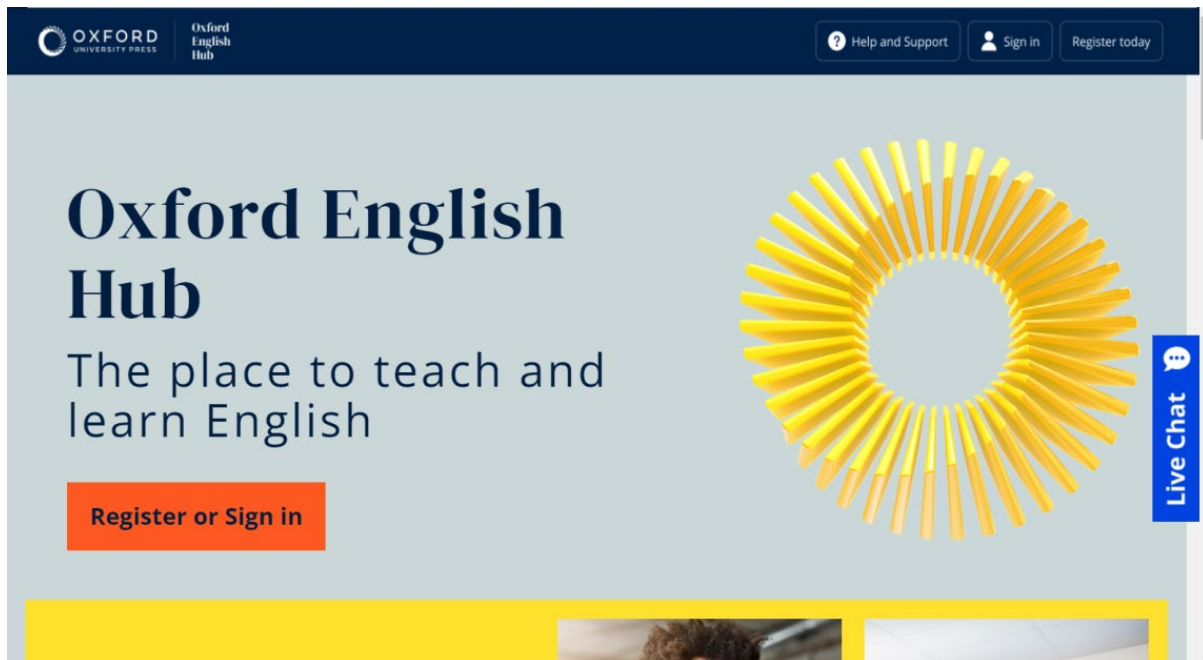 OXFORD
UNIVERSITY PRESS
Oxford
English
Hub
Help and Support
Sign in
Register today
Oxford English
Hub
The place to teach and
learn English
Register or Sign in
Live Chat